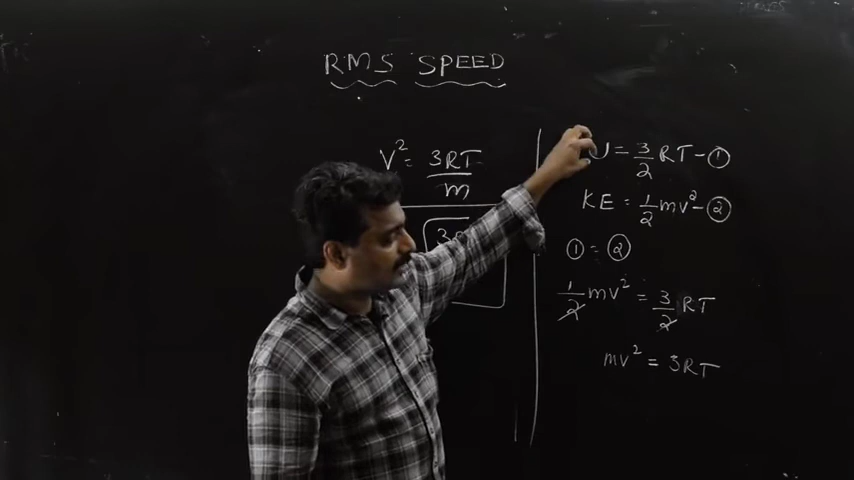 RMS SPEED
V² = 3RT/m
U = 3/2 RT - ①
KE = 1/2 mv² - ②
① = ②
1/2 mv² = 3/2 RT
mv² = 3RT